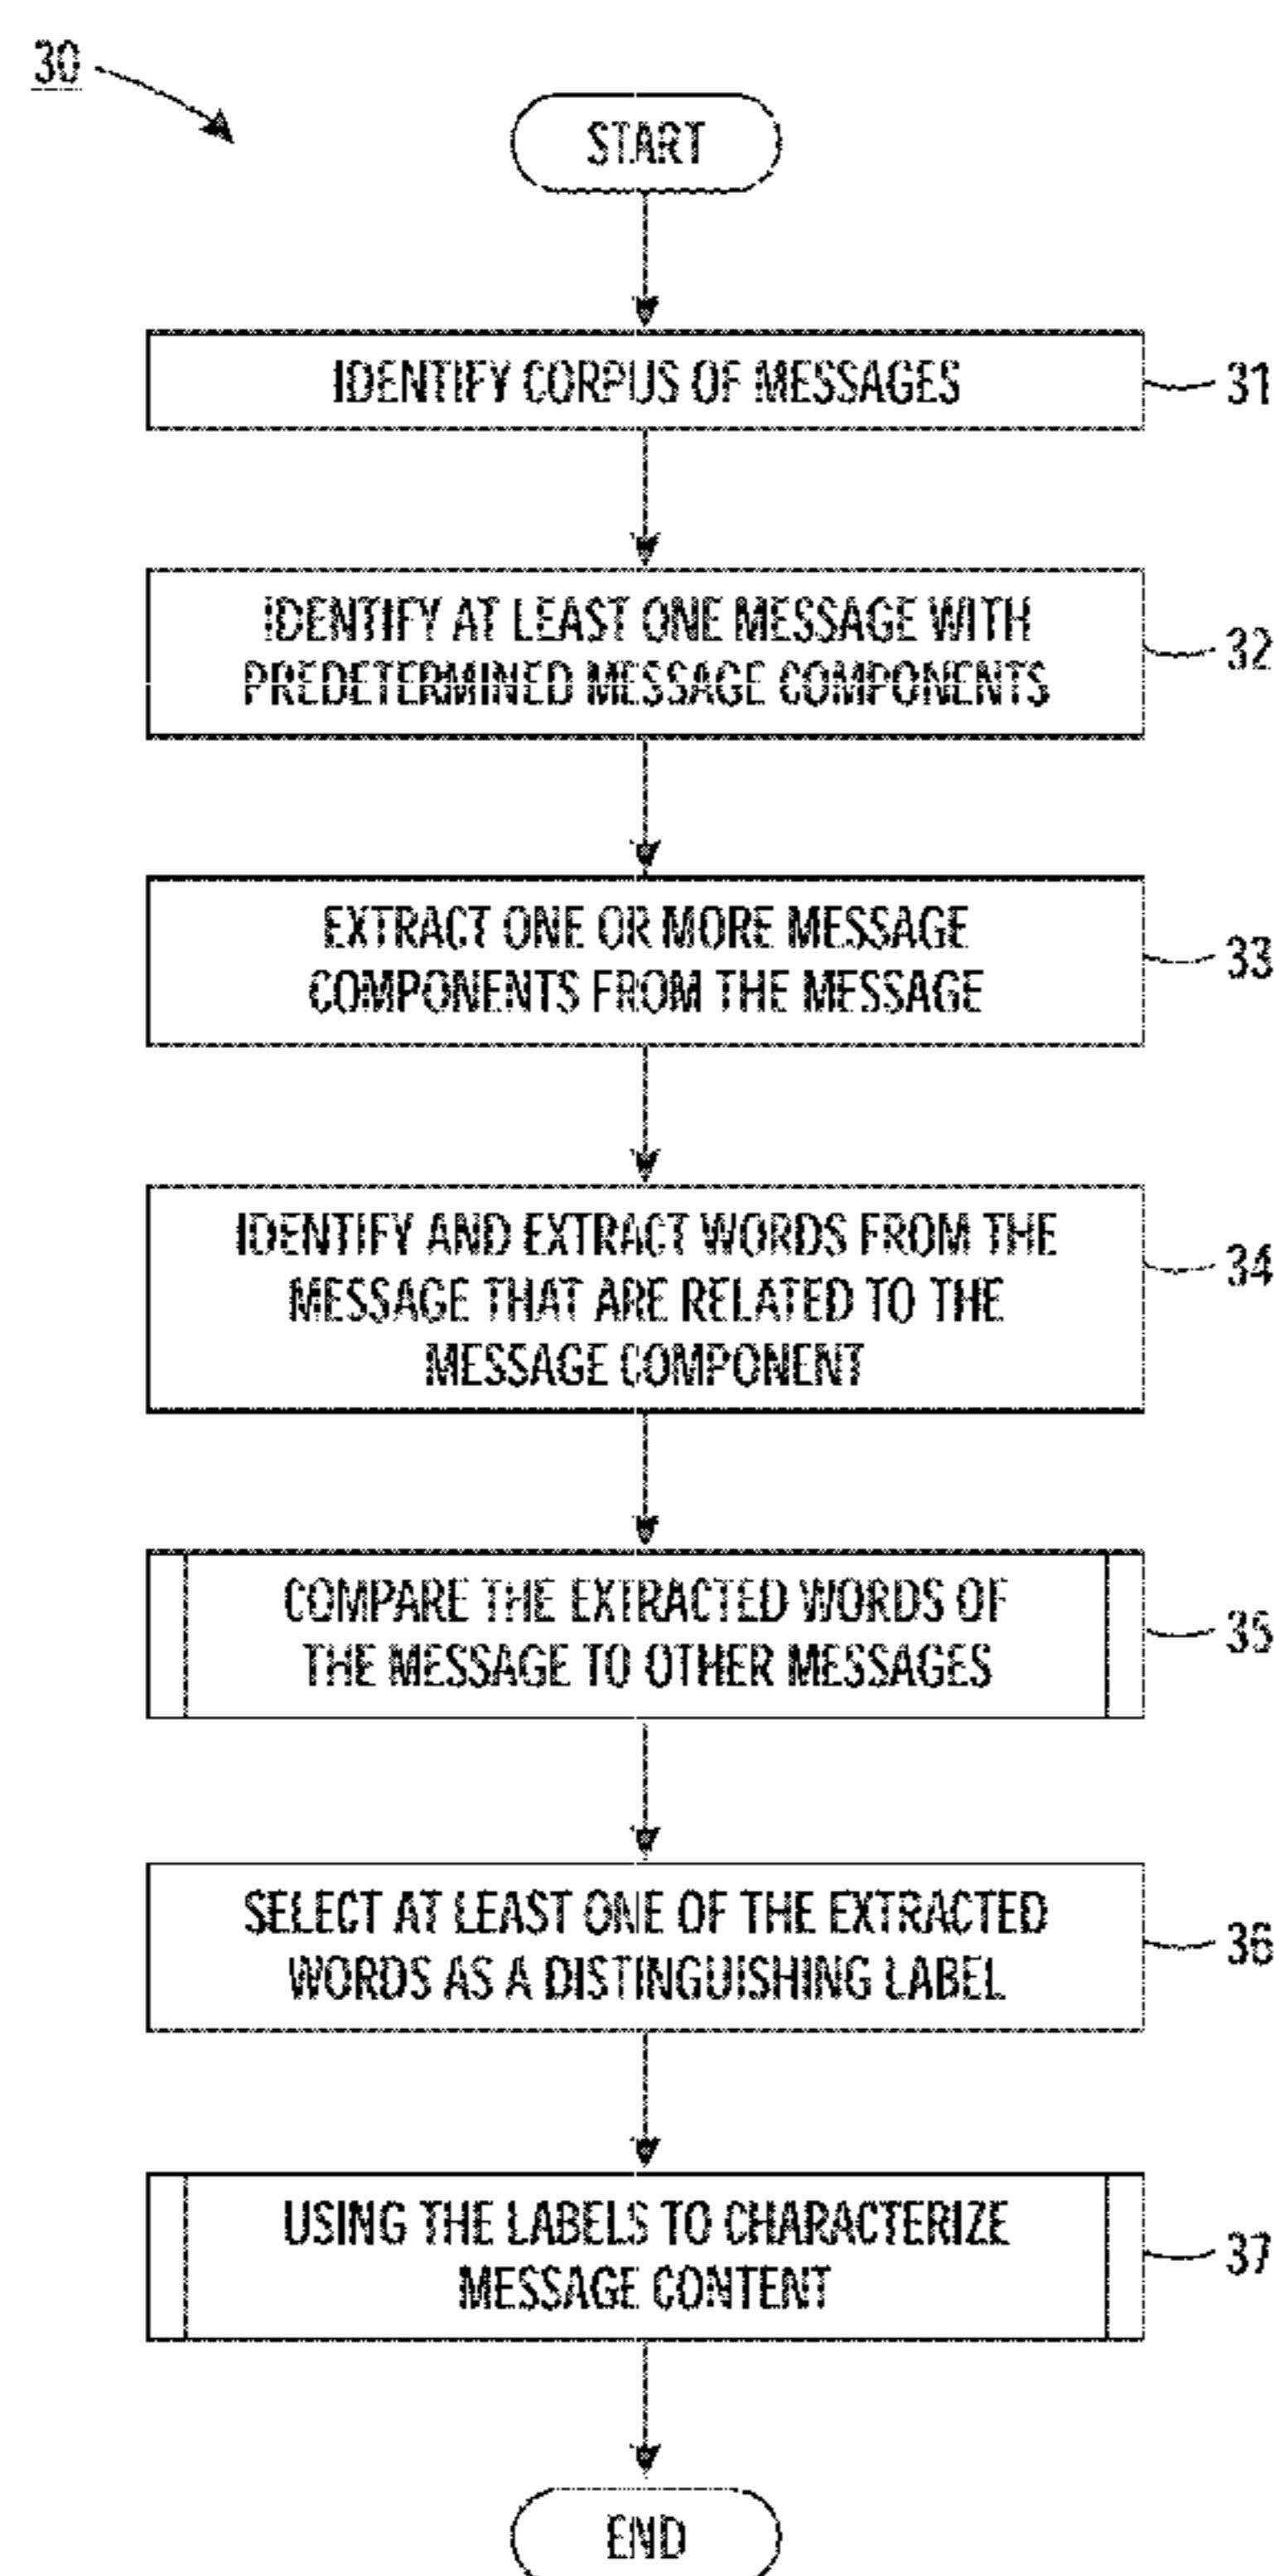 30
START
IDENTIFY CORPUS OF MESSAGES
31
IDENTIFY AT LEAST ONE MESSAGE WITH
PREDETERMINED MESSAGE COMPONENTS
32
EXTRACT ONE OR MORE MESSAGE
COMPONENTS FROM THE MESSAGE
33
IDENTIFY AND EXTRACT WORDS FROM THE
MESSAGE THAT ARE RELATED TO THE
MESSAGE COMPONENT
34
COMPARE THE EXTRACTED WORDS OF
THE MESSAGE TO OTHER MESSAGES
35
SELECT AT LEAST ONE OF THE EXTRACTED
WORDS AS A DISTINGUISHING LABEL
36
USING THE LABELS TO CHARACTERIZE
MESSAGE CONTENT
37
END